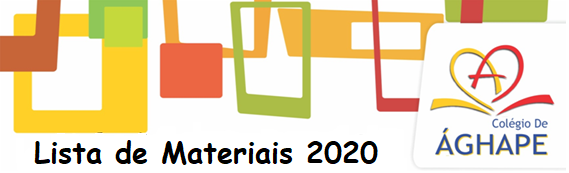 Lista de Materiais 2020
A
Colégio De
ÁGHAPE